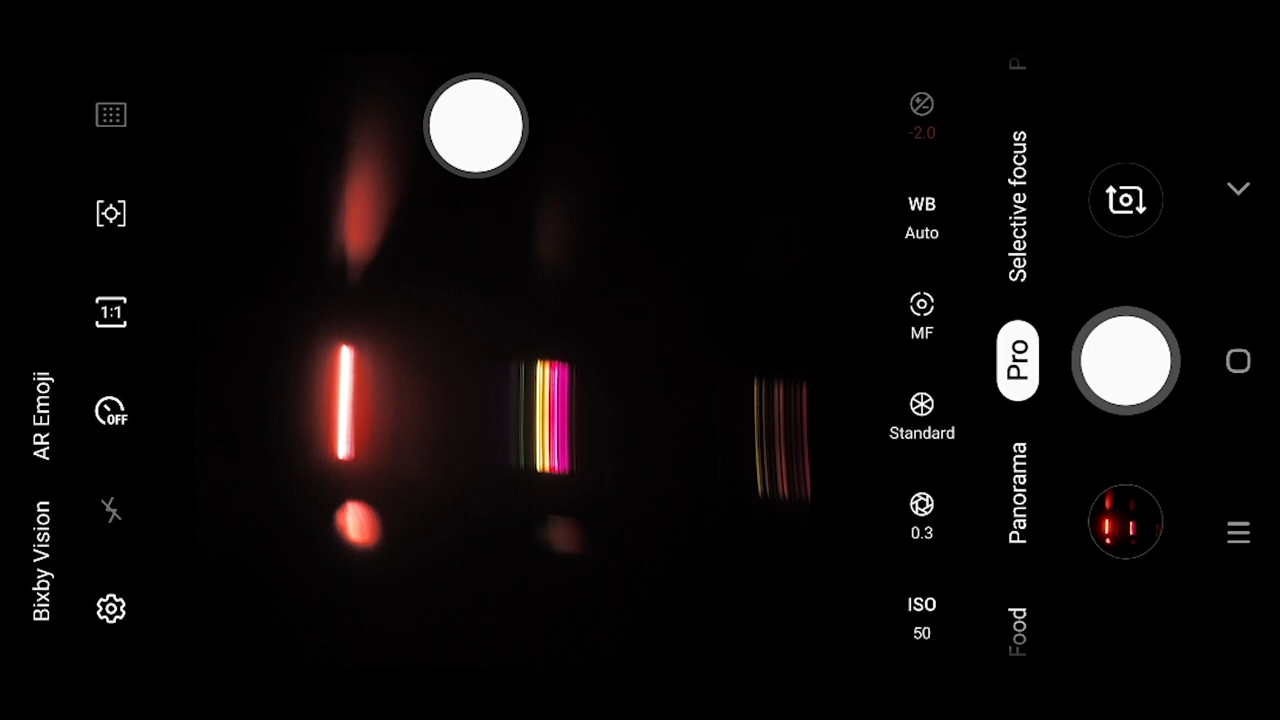 Bixby Vision
AR Emoji
1:1
OFF
-2.0
WB
Auto
MF
Standard
0.3
ISO
50
P
Selective focus
Pro
Panorama
Food